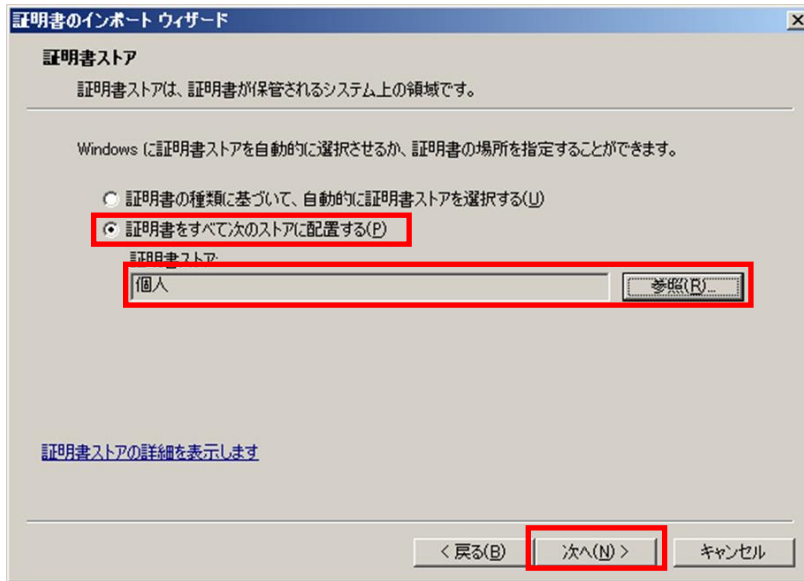 証明書のインポート ウィザード
証明書ストア
証明書ストアは、証明書が保管されるシステム上の領域です。
Windows に証明書ストアを自動的に選択させるか、証明書の場所を指定することができます。
証明書の種類に基づいて、自動的に証明書ストアを選択する(U)
証明書をすべて次のストアに配置する(P)
証明書ストア:
個人
参照(R)...
証明書ストアの詳細を表示します
< 戻る(B)
次へ(N) >
キャンセル